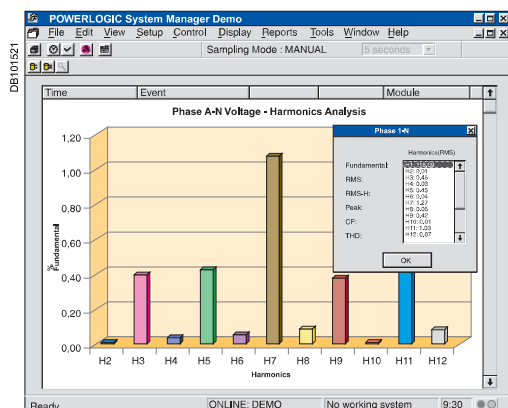 POWERLOGIC System Manager Demo
File Edit View Setup Control Display Reports Tools Window Help
Sampling Mode : MANUAL 5 seconds
DB101521
Time Event Module
Phase A-N Voltage - Harmonics Analysis
Phase 1-N
Harmonics(RMS)
Fundamental:
RMS:
RMS-H:
Peak:
CF:
THD:
H2: 0,01
H3: 0,45
H4: 0,03
H5: 0,45
H6: 0,04
H7: 1,27
H8: 0,05
H9: 0,42
H10: 0,01
H11: 1,03
H12: 0,07
OK
1,20
1,00
0,80
0,60
0,40
0,20
0,00
% Fundamental
H2 H3 H4 H5 H6 H7 H8 H9 H10 H11 H12
Harmonics
Ready ONLINE: DEMO No working system 9:30